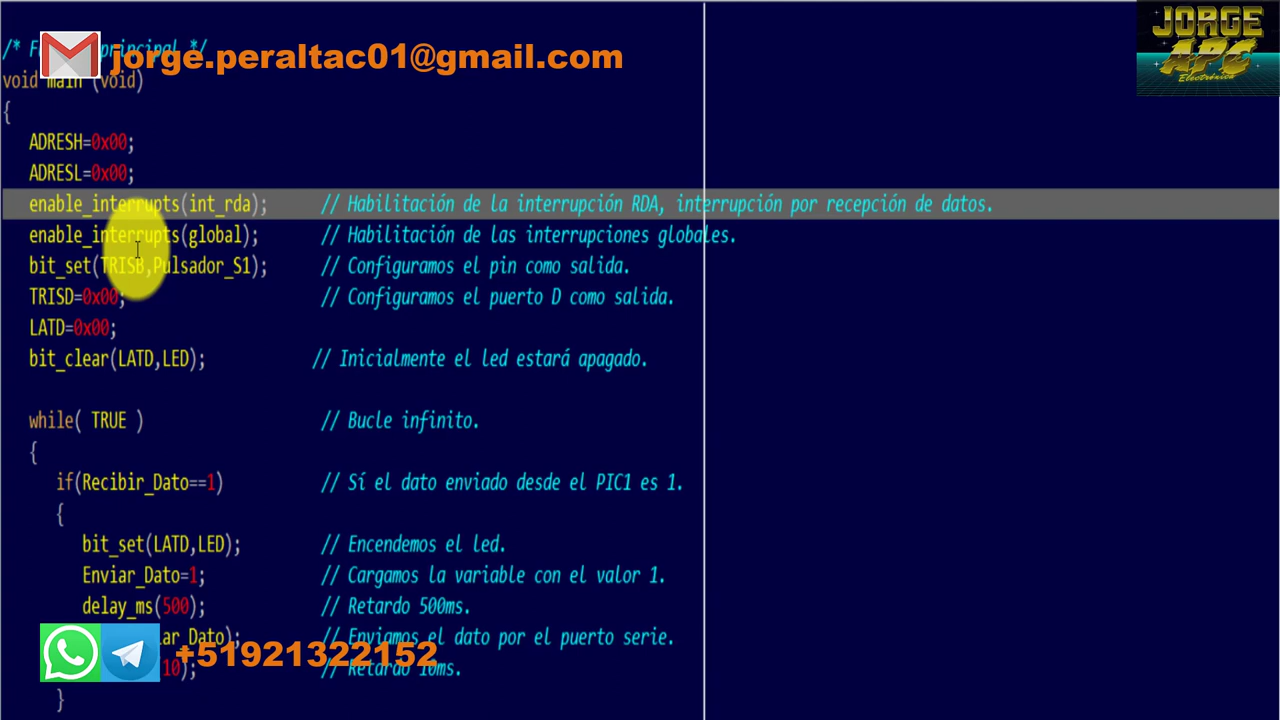 JORGE
APC
Electrónica
/* F principal */
jorge.peraltac01@gmail.com
void main (void)
{
ADRESH=0x00;
ADRESL=0x00;
enable_interrupts(int_rda); // Habilitación de la interrupción RDA, interrupción por recepción de datos.
enable_interrupts(global); // Habilitación de las interrupciones globales.
bit_set(TRISB,Pulsador_S1); // Configuramos el pin como salida.
TRISD=0x00; // Configuramos el puerto D como salida.
LATD=0x00;
bit_clear(LATD,LED); // Inicialmente el led estará apagado.
while( TRUE ) // Bucle infinito.
{
if(Recibir_Dato==1) // Sí el dato enviado desde el PIC1 es 1.
{
bit_set(LATD,LED); // Encendemos el led.
Enviar_Dato=1; // Cargamos la variable con el valor 1.
delay_ms(500); // Retardo 500ms.
ar_Dato); // Enviamos el dato por el puerto serie.
+51921322152
10); // Retardo 10ms.
}